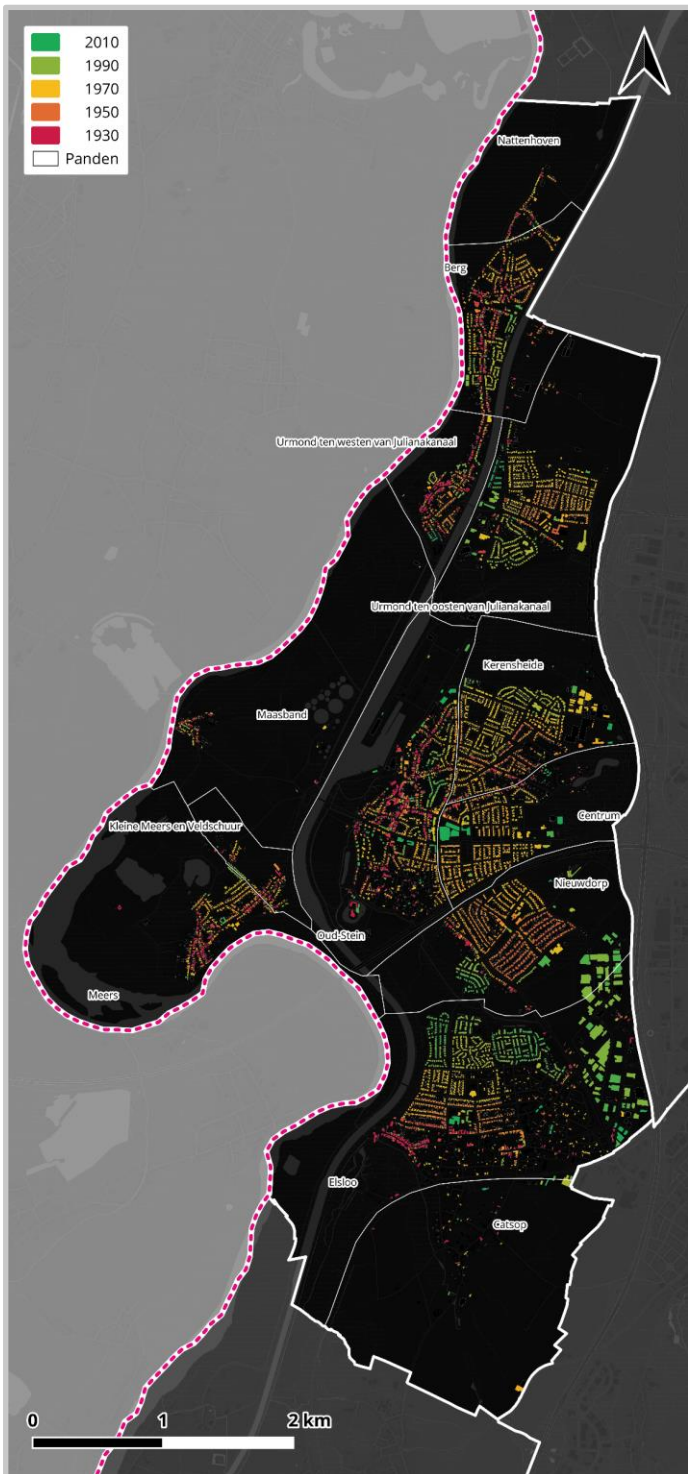 2010
1990
1970
1950
1930
Panden
Nattenhoven
Berg
Urmond ten westen van Julianakanaal
Urmond ten oosten van Julianakanaal
Kerensheide
Maasband
Centrum
Kleine Meers en Veldschuur
Nieuwdorp
Oud-Stein
Meers
Elsloo
Catsop
0 1 2 km